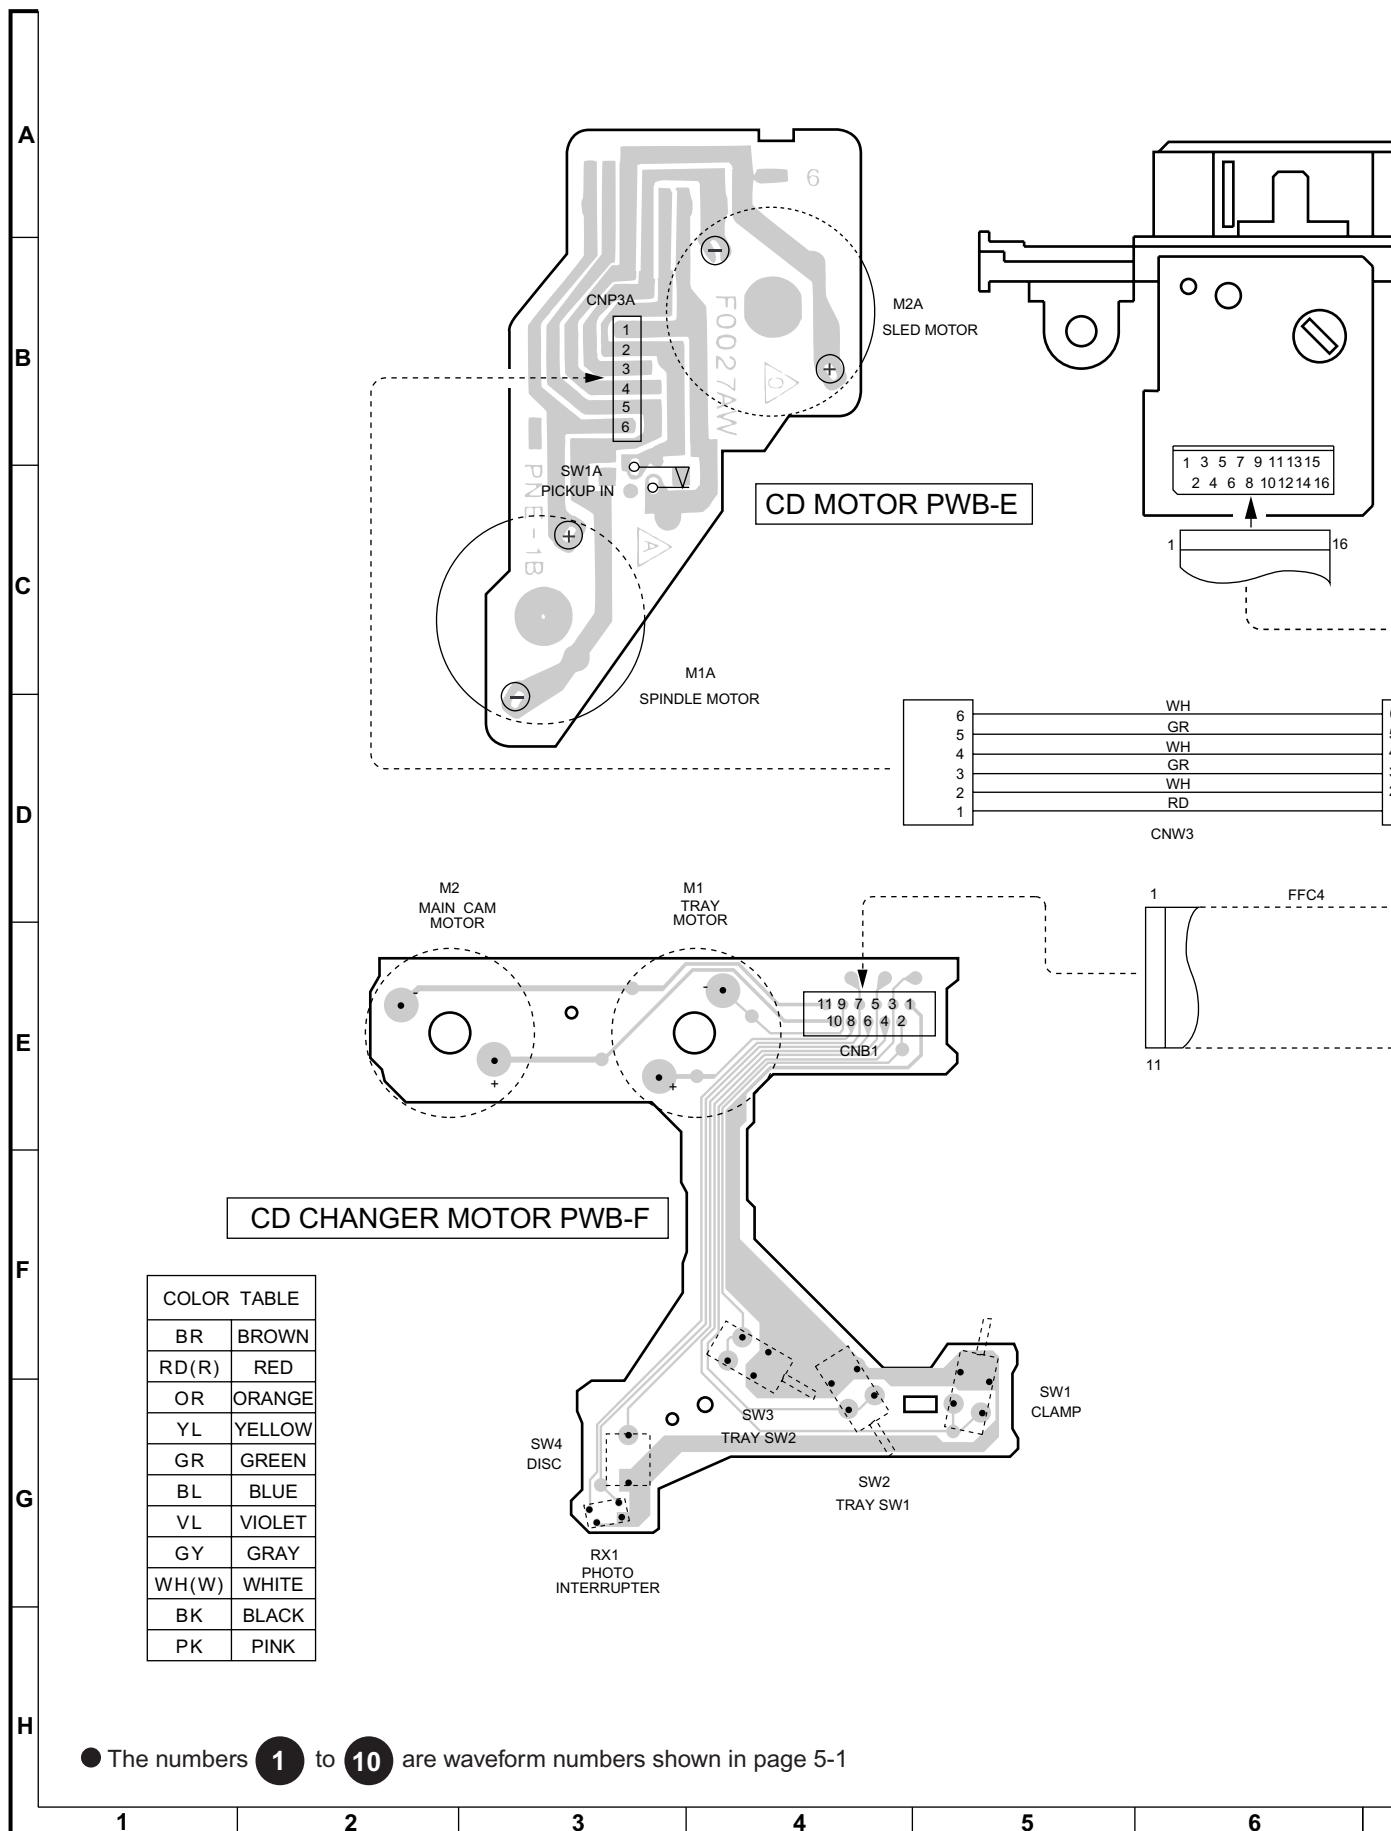 A
B
C
D
E
F
G
H
6
CNP3A
1
2
3
4
5
6
F0027AW
M2A
SLED MOTOR
SW1A
PICKUP IN
PNE-1B
A
CD MOTOR PWB-E
M1A
SPINDLE MOTOR
1 3 5 7 9 11 13 15
2 4 6 8 10 12 14 16
1
16
6 WH
5 GR
4 WH
3 GR
2 WH
1 RD
CNW3
M2
MAIN CAM
MOTOR
M1
TRAY
MOTOR
1
FFC4
11
-
+
-
+
11 9 7 5 3 1
10 8 6 4 2
CNB1
CD CHANGER MOTOR PWB-F
COLOR TABLE
BR BROWN
RD(R) RED
OR ORANGE
YL YELLOW
GR GREEN
BL BLUE
VL VIOLET
GY GRAY
WH(W) WHITE
BK BLACK
PK PINK
SW1
CLAMP
SW3
TRAY SW2
SW4
DISC
SW2
TRAY SW1
RX1
PHOTO
INTERRUPTER
● The numbers 1 to 10 are waveform numbers shown in page 5-1
1 2 3 4 5 6